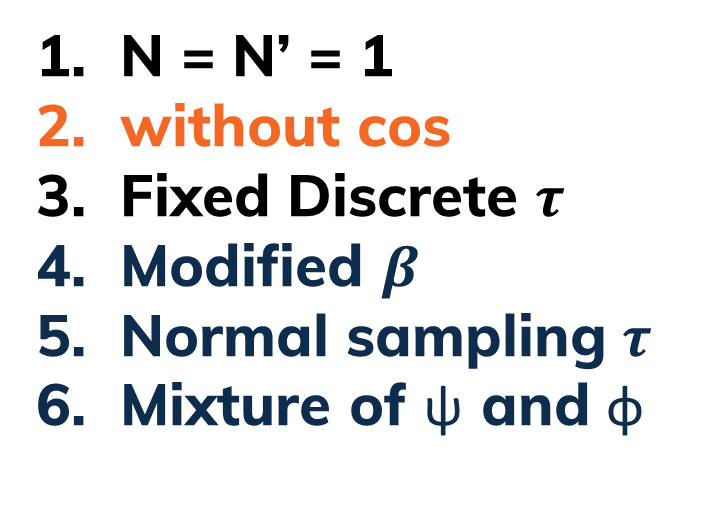 1. N = N’ = 1
2. without cos
3. Fixed Discrete 𝝉
4. Modified 𝜷
5. Normal sampling 𝝉
6. Mixture of ψ and ϕ